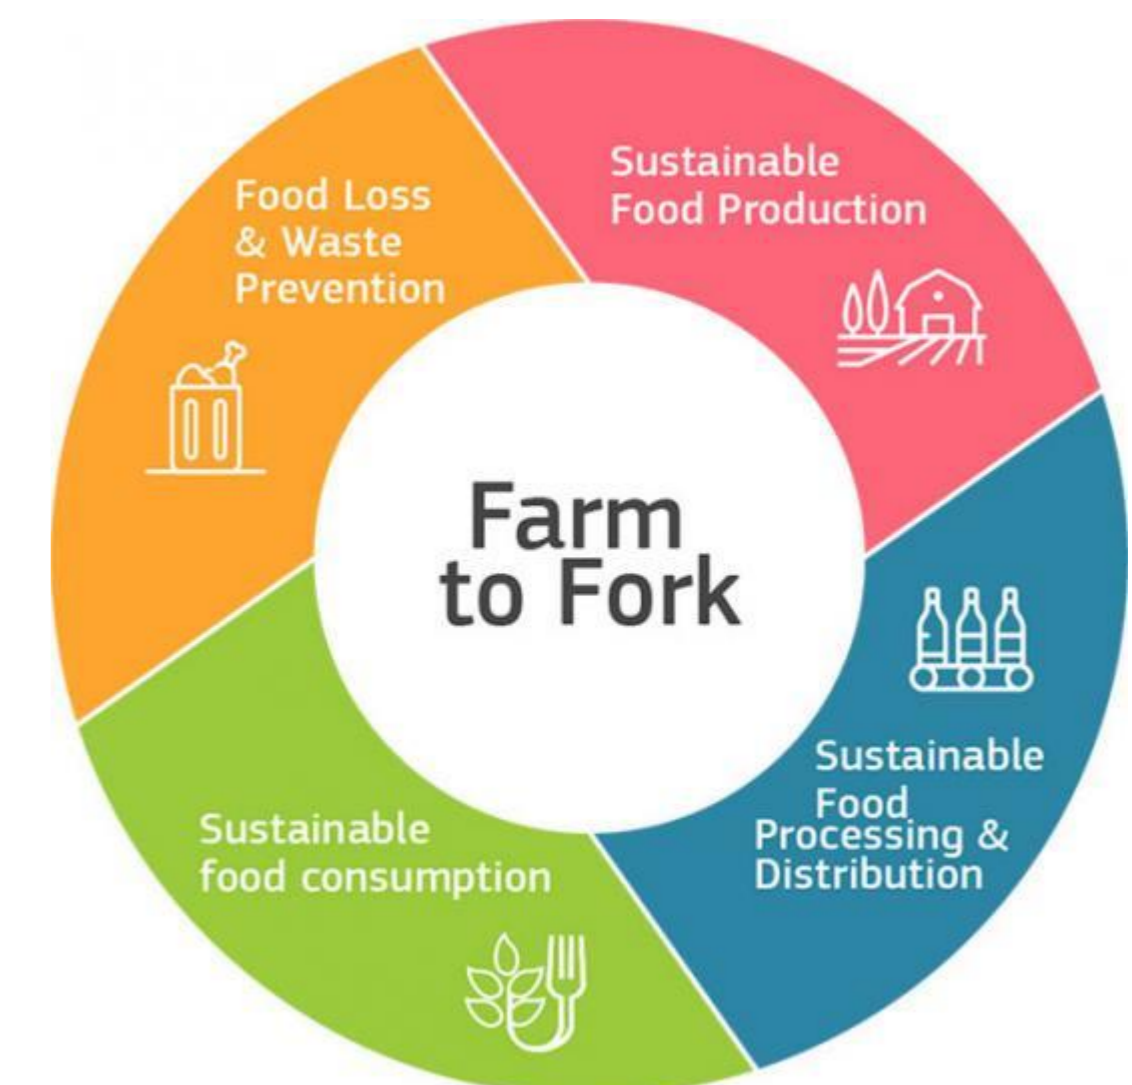 Food Loss
& Waste
Prevention
Sustainable
Food Production
Farm
to Fork
Sustainable
Food
Processing &
Distribution
Sustainable
food consumption